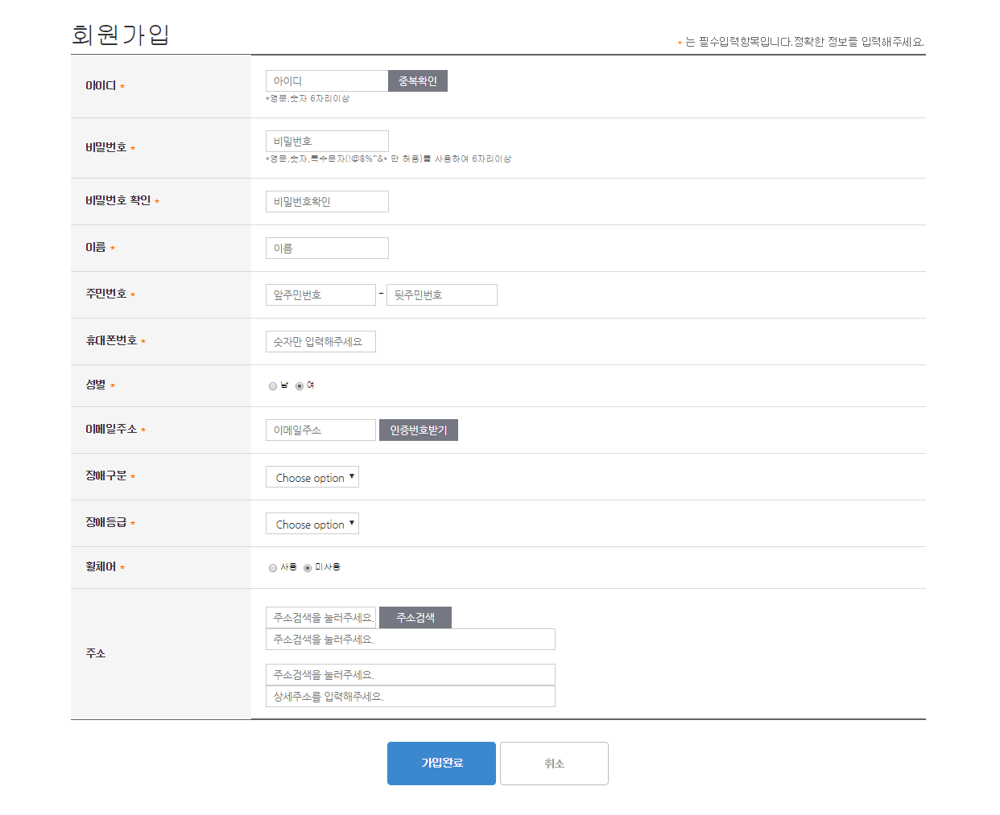 회원가입
* 는 필수입력항목입니다.정확한 정보를 입력해주세요.
아이디 *
아이디 중복확인
*영문,숫자 6자리이상
비밀번호 *
비밀번호
*영문,숫자,특수문자(!@$%^&* 만 허용)를 사용하여 6자리이상
비밀번호 확인 *
비밀번호확인
이름 *
이름
주민번호 *
앞주민번호 - 뒷주민번호
휴대폰번호 *
숫자만 입력해주세요
성별 *
남 여
이메일주소 *
이메일주소 인증번호받기
장애구분 *
Choose option
장애등급 *
Choose option
휠체어 *
사용 미사용
주소
주소검색을 눌러주세요. 주소검색
주소검색을 눌러주세요.
주소검색을 눌러주세요.
상세주소를 입력해주세요.
가입완료 취소